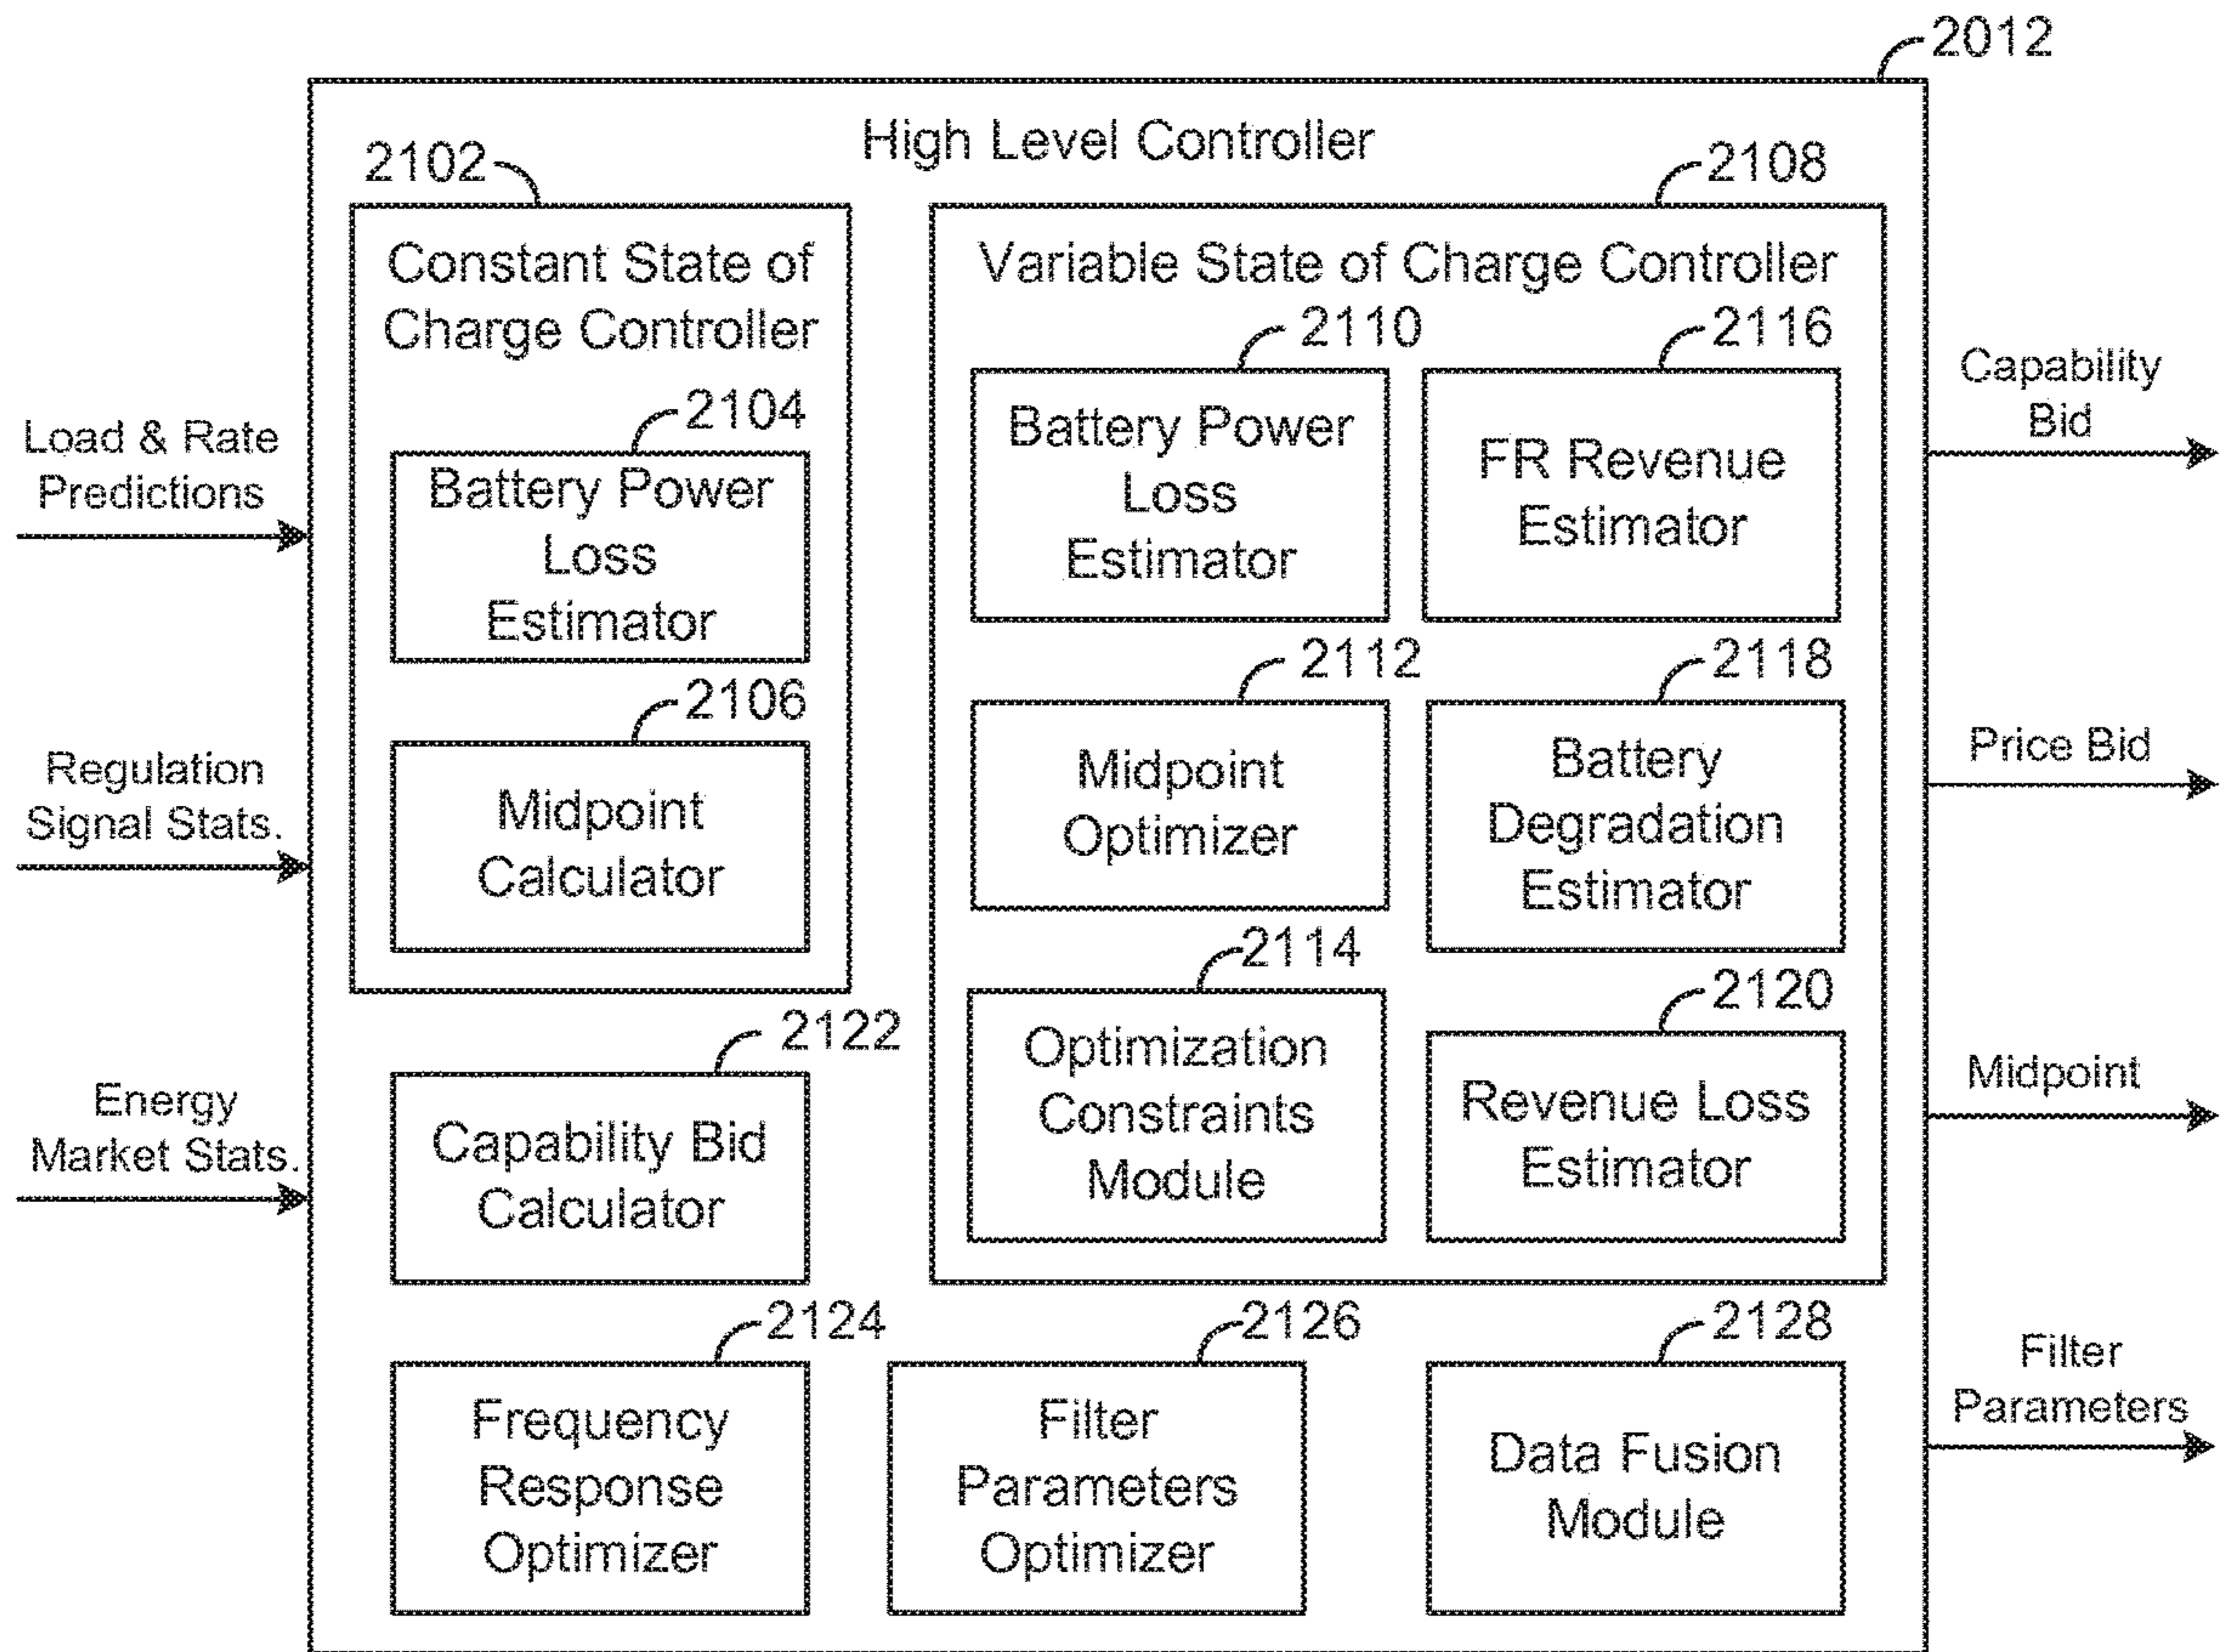 2012
High Level Controller
2102
Constant State of
Charge Controller
2104
Battery Power
Loss
Estimator
2106
Midpoint
Calculator
2108
Variable State of Charge Controller
2110
Battery Power
Loss
Estimator
2116
FR Revenue
Estimator
2112
Midpoint
Optimizer
2118
Battery
Degradation
Estimator
2114
Optimization
Constraints
Module
2120
Revenue Loss
Estimator
2122
Capability Bid
Calculator
2124
Frequency
Response
Optimizer
2126
Filter
Parameters
Optimizer
2128
Data Fusion
Module
Load & Rate
Predictions
Regulation
Signal Stats.
Energy
Market Stats.
Capability
Bid
Price Bid
Midpoint
Filter
Parameters